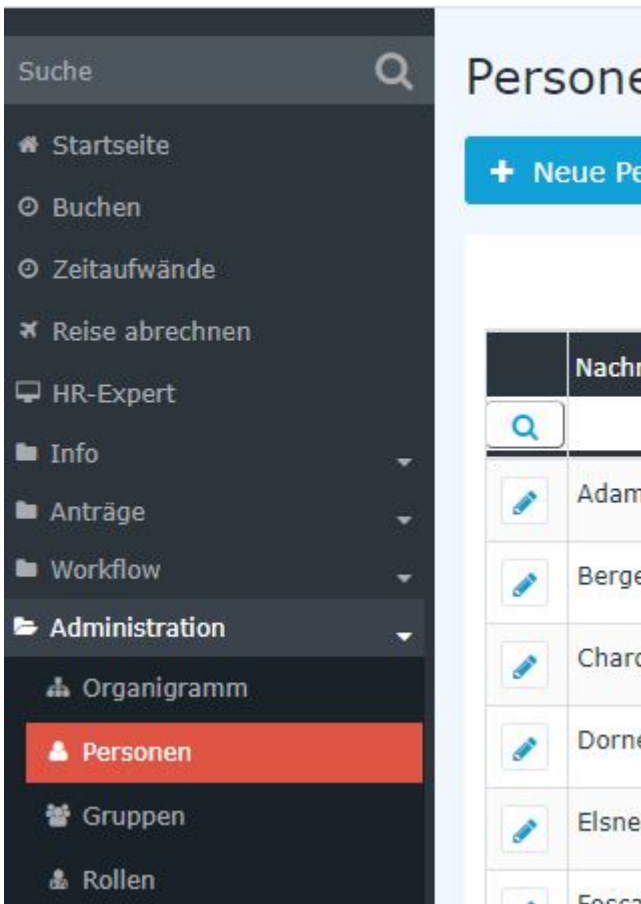 Suche
Startseite
Buchen
Zeitaufwände
Reise abrechnen
HR-Expert
Info
Anträge
Workflow
Administration
Organigramm
Personen
Gruppen
Rollen
Persone
+ Neue Pe
Nachn
Adam
Berge
Charo
Dorne
Elsne